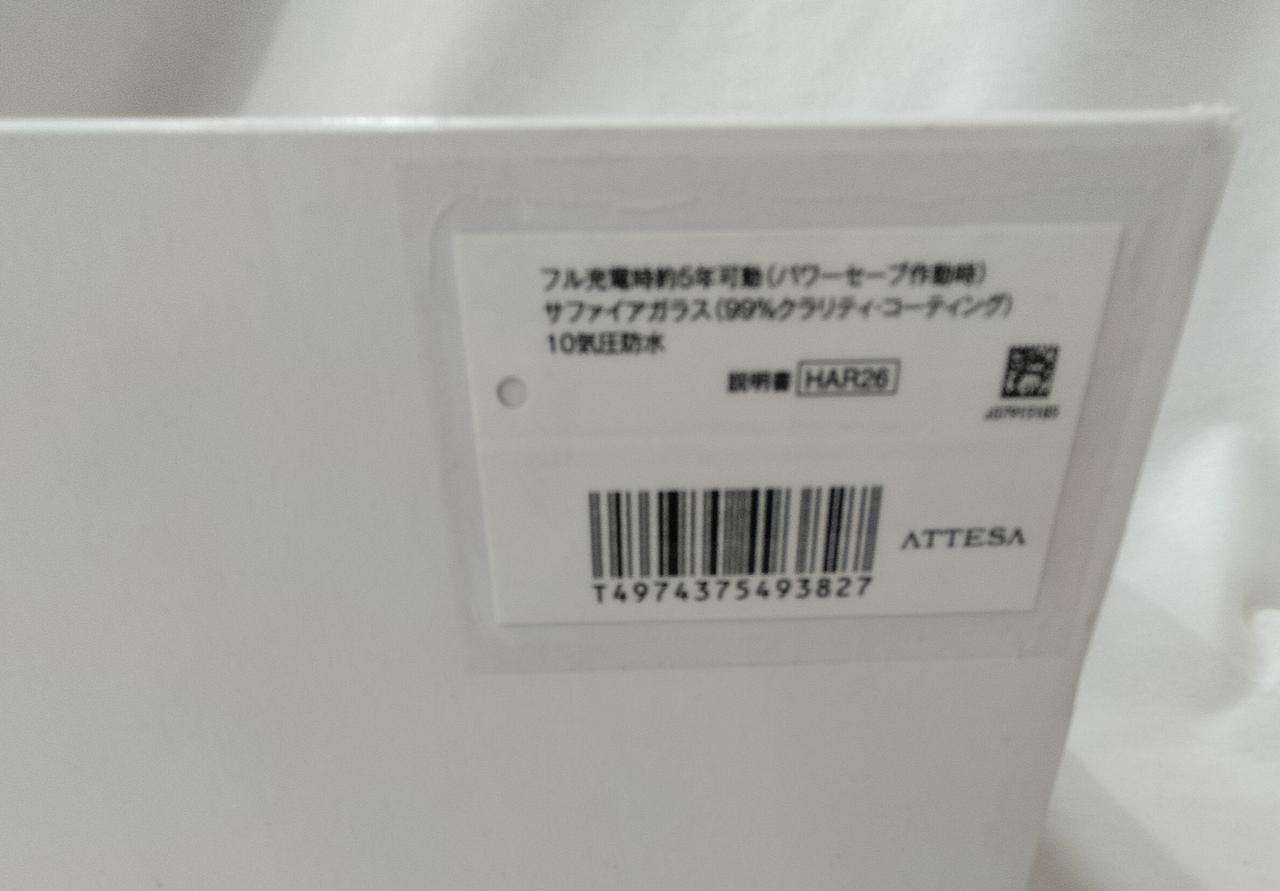 フル充電時約5年可動(パワーセーブ作動時)
サファイアガラス(99%クラリティ・コーティング)
10気圧防水
説明書 HAR26
T4974375493827
ATTESA